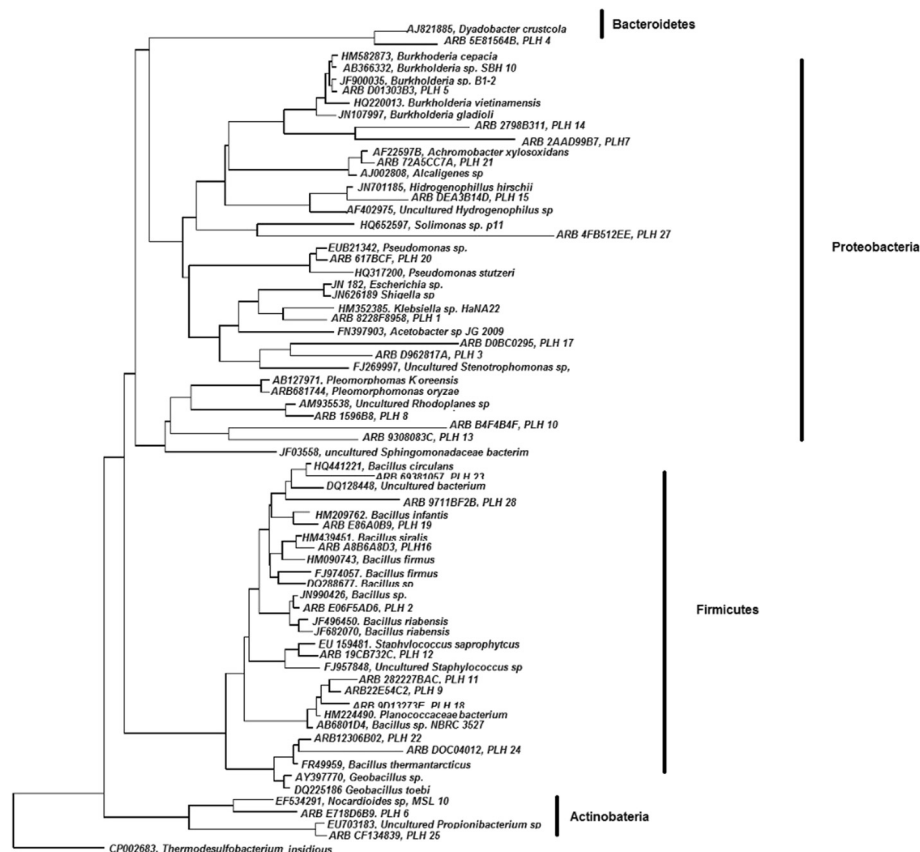 AJ821885, Dyadobacter crustcola
Bacteroidetes
ARB 5E81564B, PLH 4
HM582873, Burkhoderia cepacia
AB366332, Burkholderia sp. SBH 10
JF900035, Burkholderia sp. B1-2
ARB D01303B3, PLH 5
HQ220013. Burkholderia vietinamensis
JN107997, Burkholderia gladioli
ARB 2798B311, PLH 14
ARB 2AAD99B7, PLH7
AF22597B, Achromobacter xylosoxidans
ARB 72A5CC7A, PLH 21
AJ002808, Alcaligenes sp
JN701185, Hidrogenophillus hirschii
ARB DEA3B14D, PLH 15
AF402975, Uncultured Hydrogenophilus sp
HQ652597, Solimonas sp. p11
ARB 4FB512EE, PLH 27
Proteobacteria
EUB21342, Pseudomonas sp.
ARB 617BCF, PLH 20
HQ317200, Pseudomonas stutzeri
JN 182, Escherichia sp.
JN626189 Shigella sp
HM352385, Klebsiella sp. HaNA22
ARB 8228F8958, PLH 1
FN397903, Acetobacter sp JG 2009
ARB D0BC0295, PLH 17
ARB D962817A, PLH 3
FJ269997, Uncultured Stenotrophomonas sp,
AB127971, Pleomorphomas Koreensis
ARB681744, Pleomorphomonas oryzae
AM935538, Uncultured Rhodoplanes sp
ARB 1596B8, PLH 8
ARB B4F4B4F, PLH 10
ARB 9308083C, PLH 13
JF03558, uncultured Sphingomonadaceae bacterim
HQ441221, Bacillus circulans
ARB 69381057, PLH 23
DQ128448, Uncultured bacterium
ARB 9711BF2B, PLH 28
HM209762, Bacillus infantis
ARB E86A0B9, PLH 19
HM439451, Bacillus siralis
ARB A8B6A8D3, PLH16
HM090743, Bacillus firmus
FJ974057. Bacillus firmus
DQ288677, Bacillus sp
JN990426, Bacillus sp.
ARB E06F5AD6, PLH 2
Firmicutes
JF496450. Bacillus riabensis
JF682070, Bacillus riabensis
EU 159481, Staphylococcus saprophytcus
ARB 19CB732C, PLH 12
FJ957848, Uncultured Staphylococcus sp
ARB 282227BAC, PLH 11
ARB22E54C2, PLH 9
ARB 9D13273E, PLH 18
HM224490. Planococcaceae bacterium
AB6801D4, Bacillus sp. NBRC 3527
ARB12306B02, PLH 22
ARB DOC04012, PLH 24
FR49959, Bacillus thermantarcticus
AY397770, Geobacillus sp.
DQ225186 Geobacillus toebi
EF534291, Nocardioides sp, MSL 10
ARB E718D6B9, PLH 6
Actinobateria
EU703183, Uncultured Propionibacterium sp
ARB CF134839, PLH 25
CP002683, Thermodesulfobacterium insidious